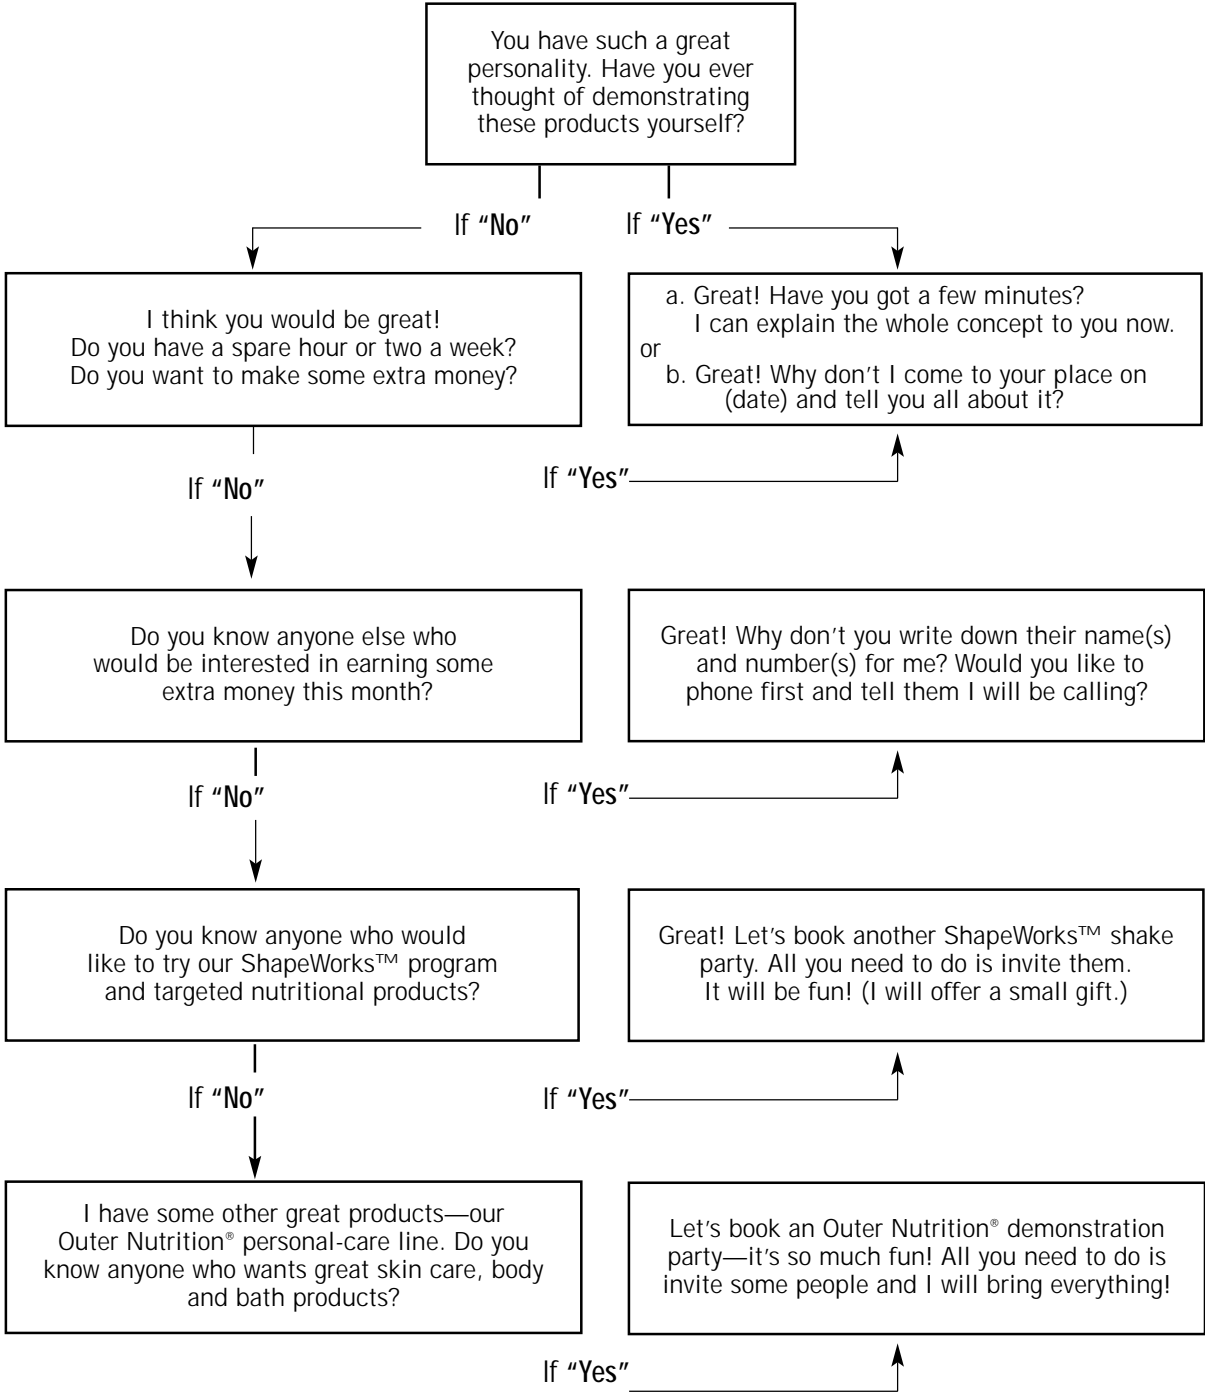 You have such a great
personality. Have you ever
thought of demonstrating
these products yourself?
If “No”
If “Yes”
I think you would be great!
Do you have a spare hour or two a week?
Do you want to make some extra money?
a. Great! Have you got a few minutes?
I can explain the whole concept to you now.
or
b. Great! Why don't I come to your place on
(date) and tell you all about it?
If “No”
If “Yes”
Do you know anyone else who
would be interested in earning some
extra money this month?
Great! Why don't you write down their name(s)
and number(s) for me? Would you like to
phone first and tell them I will be calling?
If “No”
If “Yes”
Do you know anyone who would
like to try our ShapeWorks™ program
and targeted nutritional products?
Great! Let's book another ShapeWorks™ shake
party. All you need to do is invite them.
It will be fun! (I will offer a small gift.)
If “No”
If “Yes”
I have some other great products—our
Outer Nutrition® personal-care line. Do you
know anyone who wants great skin care, body
and bath products?
Let's book an Outer Nutrition® demonstration
party—it's so much fun! All you need to do is
invite some people and I will bring everything!
If “Yes”